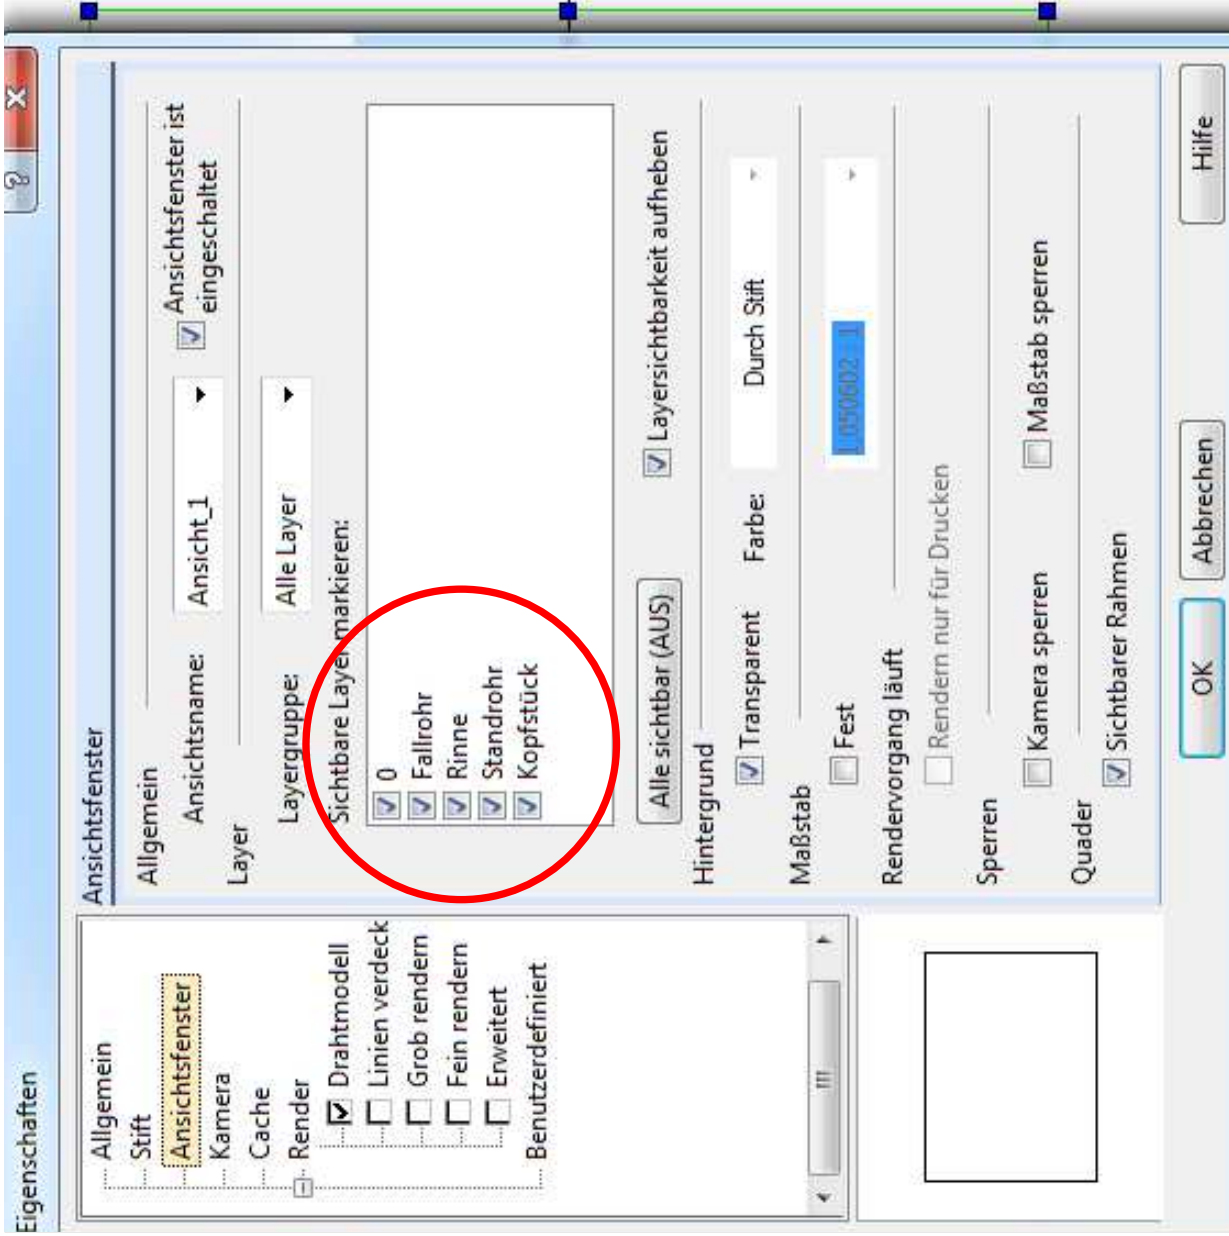 Eigenschaften
?
x
Allgemein
Stift
Ansichtsfenster
Kamera
Cache
Render
Drahtmodell
Linien verdeck
Grob rendern
Fein rendern
Erweitert
Benutzerdefiniert
Ansichtsfenster
Allgemein
Ansichtsname:
Ansicht_1
Ansichtsfenster ist
eingeschaltet
Layer
Layergruppe:
Alle Layer
Sichtbare Layer markieren:
0
Fallrohr
Rinne
Standrohr
Kopfstück
Alle sichtbar (AUS)
Layersichtbarkeit aufheben
Hintergrund
Transparent
Farbe:
Durch Stift
Maßstab
Fest
1,050602 : 1
Rendervorgang läuft
Rendern nur für Drucken
Sperren
Kamera sperren
Maßstab sperren
Quader
Sichtbarer Rahmen
OK
Abbrechen
Hilfe